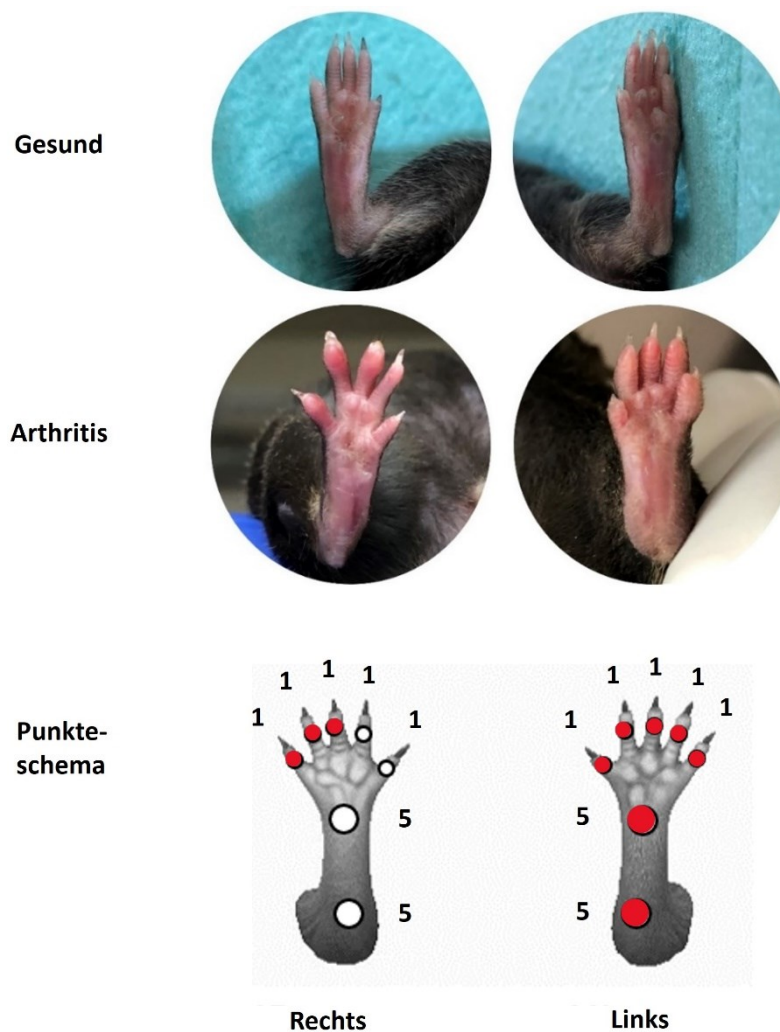 Gesund
Arthritis
1 1 1 1 1
1 1 1 1 1
Punkte-
schema
5 5
5 5
Rechts Links